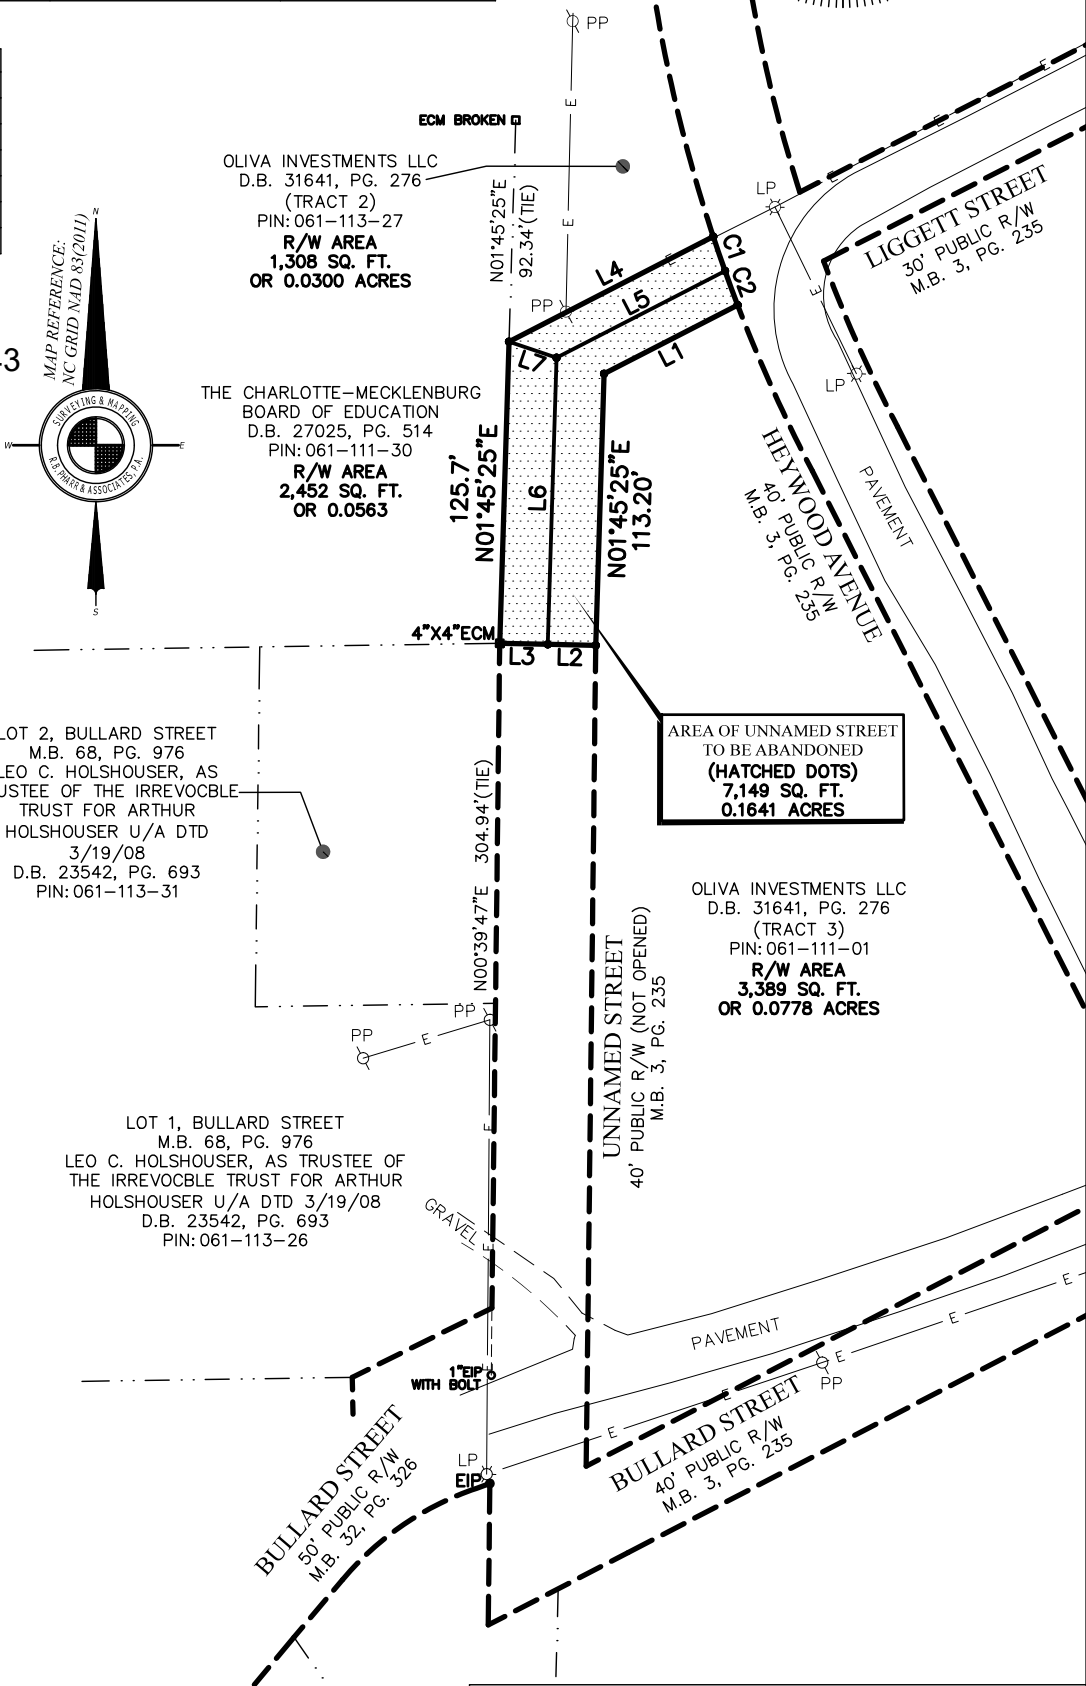 PP
E
ECM BROKEN
OLIVA INVESTMENTS LLC
D.B. 31641, PG. 276
(TRACT 2)
PIN: 061-113-27
R/W AREA
1,308 SQ. FT.
OR 0.0300 ACRES
N01°45'25"E
92.34'(TIE)
E
PP
LP
E
E
E
E
LIGGETT STREET
30' PUBLIC R/W
M.B. 3, PG. 235
E
LP
MAP REFERENCE:
NC GRID NAD 83(2011)
N
W
E
S
SURVEYING & MAPPING
R.B. PHARR & ASSOCIATES, P.A.
3
C1
C2
L4
L5
L1
L7
L6
THE CHARLOTTE-MECKLENBURG
BOARD OF EDUCATION
D.B. 27025, PG. 514
PIN: 061-111-30
R/W AREA
2,452 SQ. FT.
OR 0.0563
125.7'
N01°45'25"E
N01°45'25"E
113.20'
HEYWOOD AVENUE
40' PUBLIC R/W
M.B. 3, PG. 235
PAVEMENT
4"X4"ECM
L3
L2
AREA OF UNNAMED STREET
TO BE ABANDONED
(HATCHED DOTS)
7,149 SQ. FT.
0.1641 ACRES
LOT 2, BULLARD STREET
M.B. 68, PG. 976
LEO C. HOLSHOUSER, AS
USTEE OF THE IRREVOCBLE
TRUST FOR ARTHUR
HOLSHOUSER U/A DTD
3/19/08
D.B. 23542, PG. 693
PIN: 061-113-31
N00°39'47"E 304.94'(TIE)
OLIVA INVESTMENTS LLC
D.B. 31641, PG. 276
(TRACT 3)
PIN: 061-111-01
R/W AREA
3,389 SQ. FT.
OR 0.0778 ACRES
UNNAMED STREET
40' PUBLIC R/W (NOT OPENED)
M.B. 3, PG. 235
PP
PP
E
E
E
LOT 1, BULLARD STREET
M.B. 68, PG. 976
LEO C. HOLSHOUSER, AS TRUSTEE OF
THE IRREVOCBLE TRUST FOR ARTHUR
HOLSHOUSER U/A DTD 3/19/08
D.B. 23542, PG. 693
PIN: 061-113-26
GRAVEL
PAVEMENT
E
E
E
E
E
E
PP
1"EIP
WITH BOLT
LP
EIP
BULLARD STREET
50' PUBLIC R/W
M.B. 32, PG. 326
BULLARD STREET
40' PUBLIC R/W
M.B. 3, PG. 235